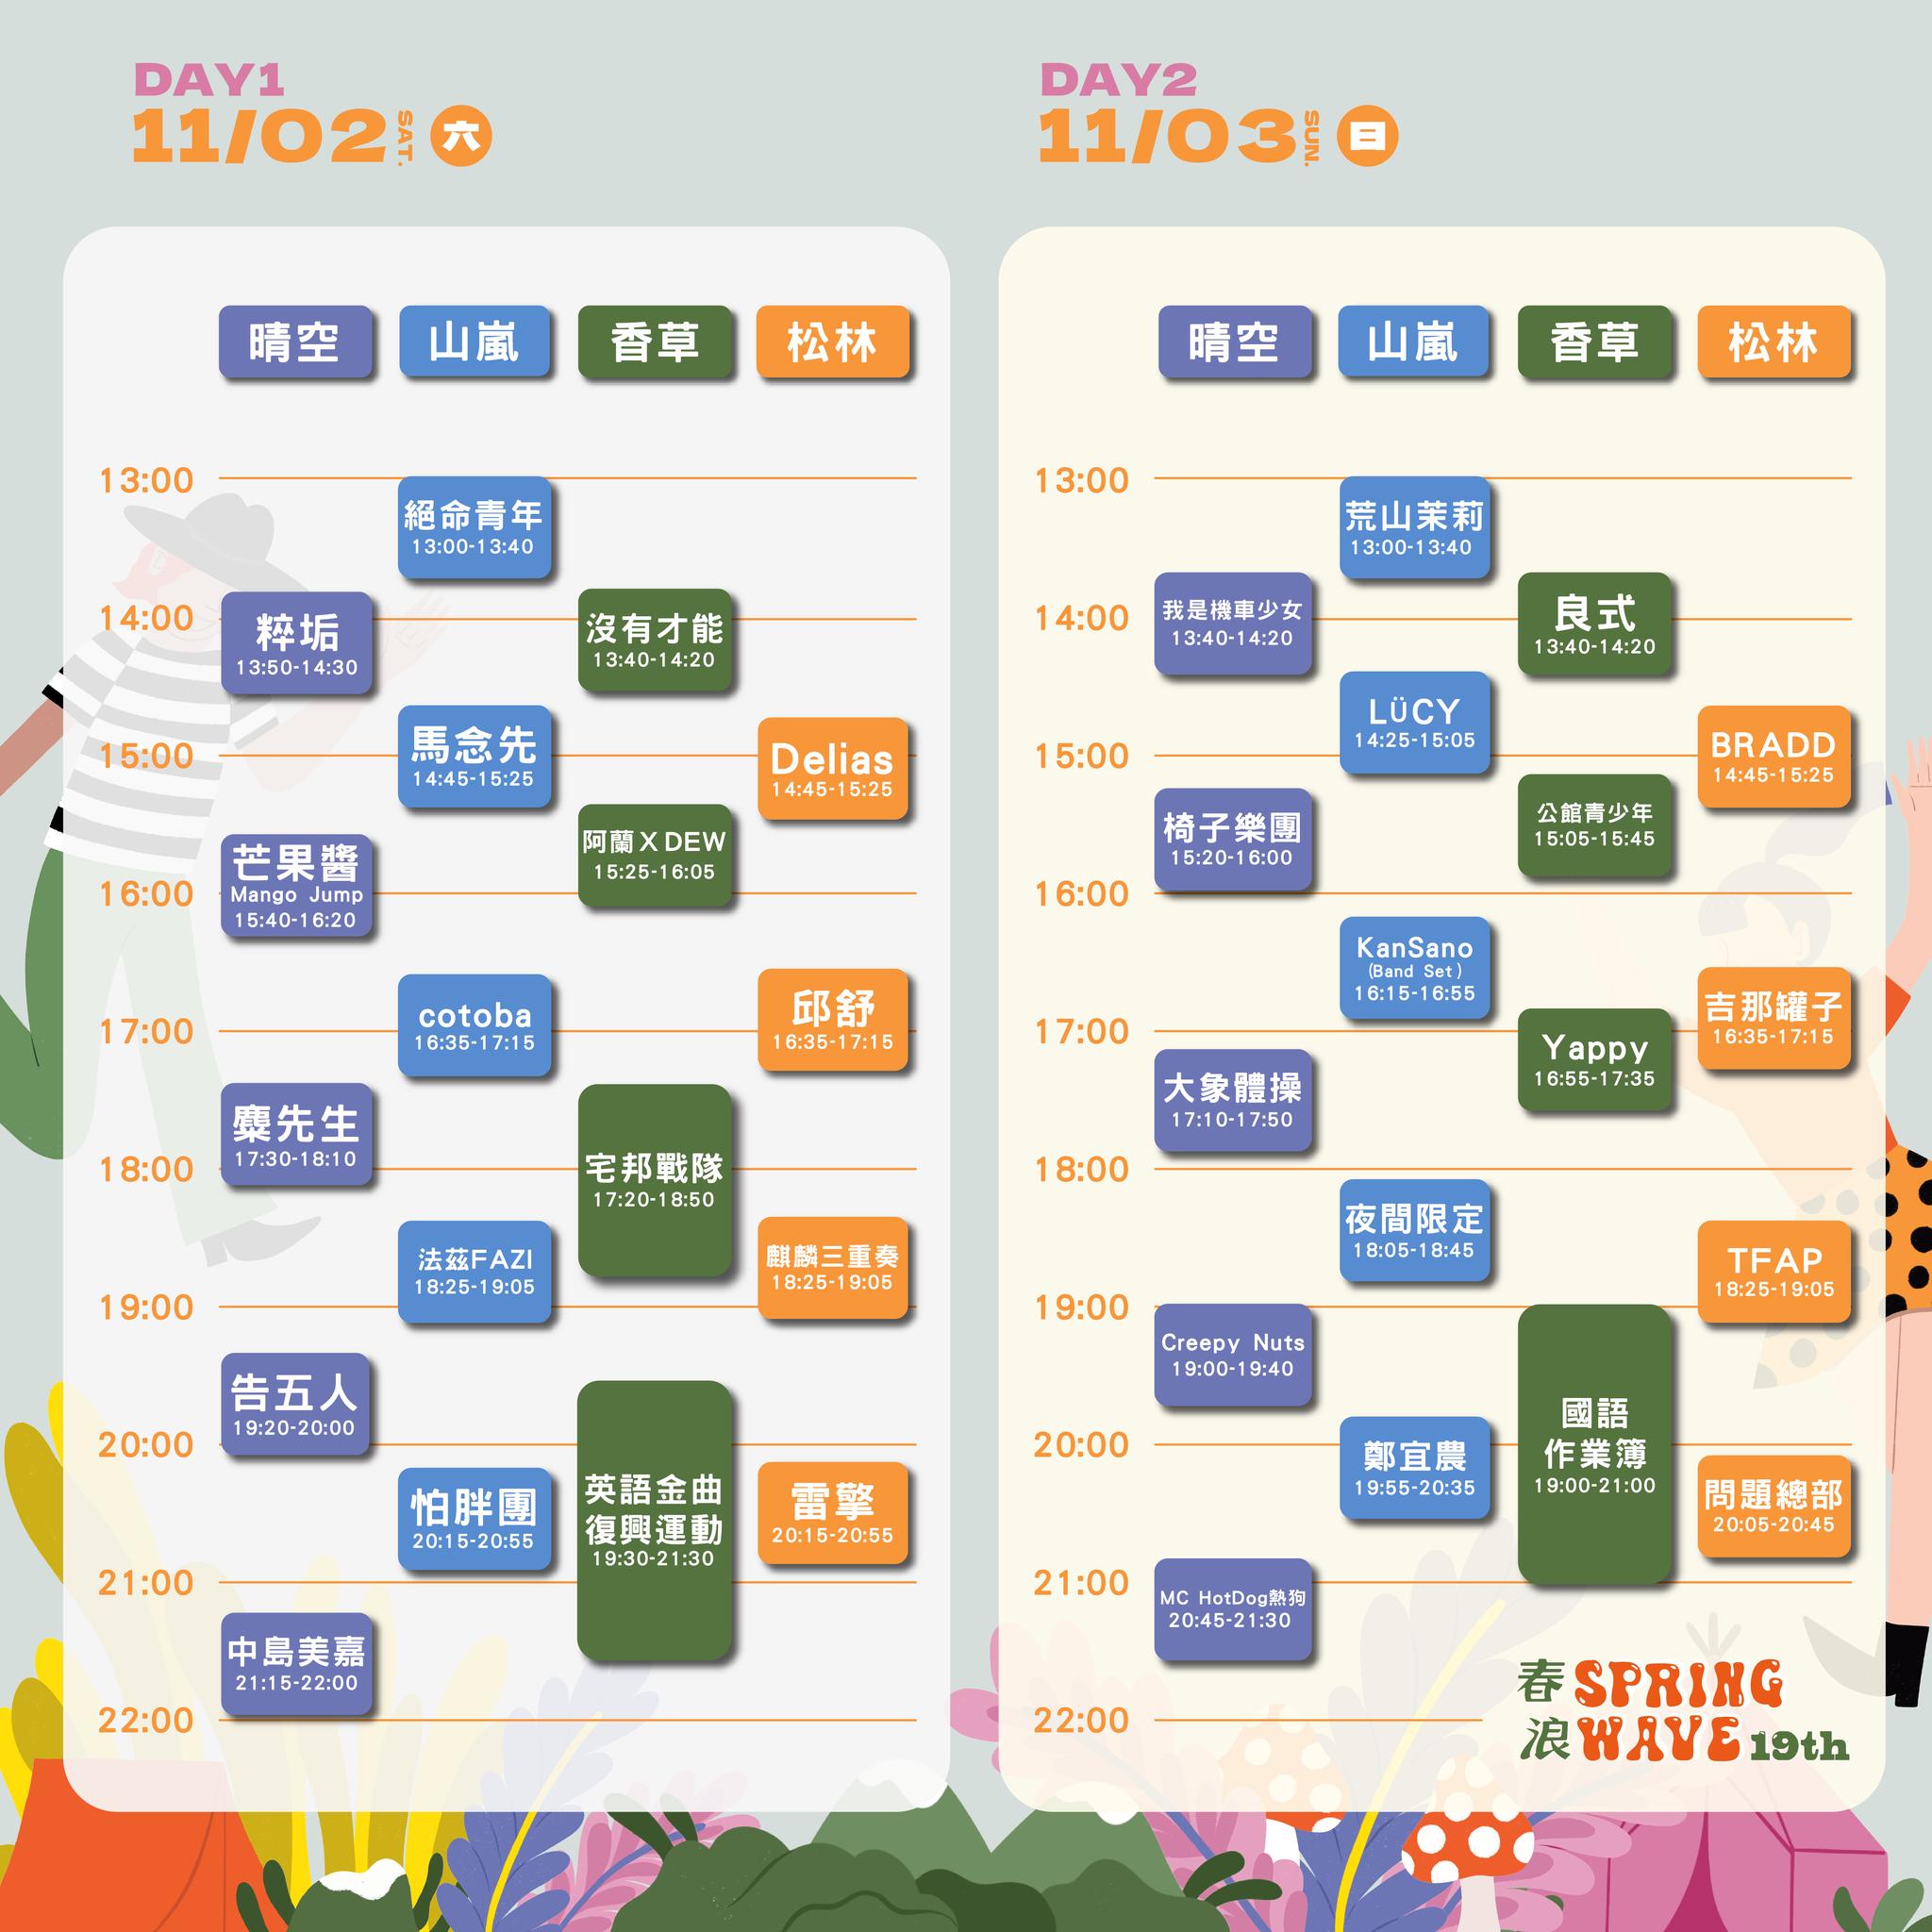 DAY1
11/02 SAT. 六
晴空 山嵐 香草 松林
13:00
絕命青年
13:00-13:40
14:00
粹垢
13:50-14:30
沒有才能
13:40-14:20
15:00
馬念先
14:45-15:25
Delias
14:45-15:25
阿蘭 X DEW
15:25-16:05
16:00
芒果醬
Mango Jump
15:40-16:20
17:00
cotoba
16:35-17:15
邱舒
16:35-17:15
麋先生
17:30-18:10
18:00
宅邦戰隊
17:20-18:50
法茲FAZI
18:25-19:05
麒麟三重奏
18:25-19:05
19:00
告五人
19:20-20:00
20:00
怕胖團
20:15-20:55
英語金曲
復興運動
19:30-21:30
雷擎
20:15-20:55
21:00
中島美嘉
21:15-22:00
22:00
DAY2
11/03 SUN. 日
晴空 山嵐 香草 松林
13:00
荒山茉莉
13:00-13:40
14:00
我是機車少女
13:40-14:20
良式
13:40-14:20
LÜCY
14:25-15:05
15:00
BRADD
14:45-15:25
椅子樂團
15:20-16:00
公館青少年
15:05-15:45
16:00
KanSano
(Band Set)
16:15-16:55
吉那罐子
16:35-17:15
17:00
Yappy
16:55-17:35
大象體操
17:10-17:50
18:00
夜間限定
18:05-18:45
TFAP
18:25-19:05
19:00
Creepy Nuts
19:00-19:40
國語
作業簿
19:00-21:00
20:00
鄭宜農
19:55-20:35
問題總部
20:05-20:45
21:00
MC HotDog熱狗
20:45-21:30
22:00
春 SPRING
浪 WAVE 19th